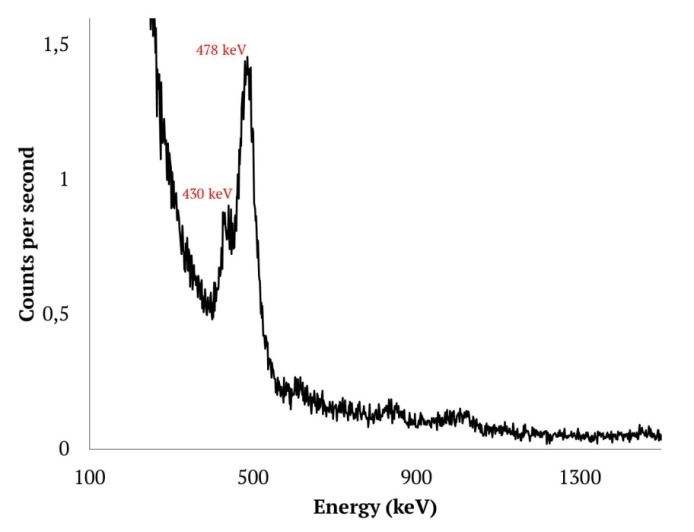 1,5
478 keV
1
430 keV
Counts per second
0,5
0
100 500 900 1300
Energy (keV)